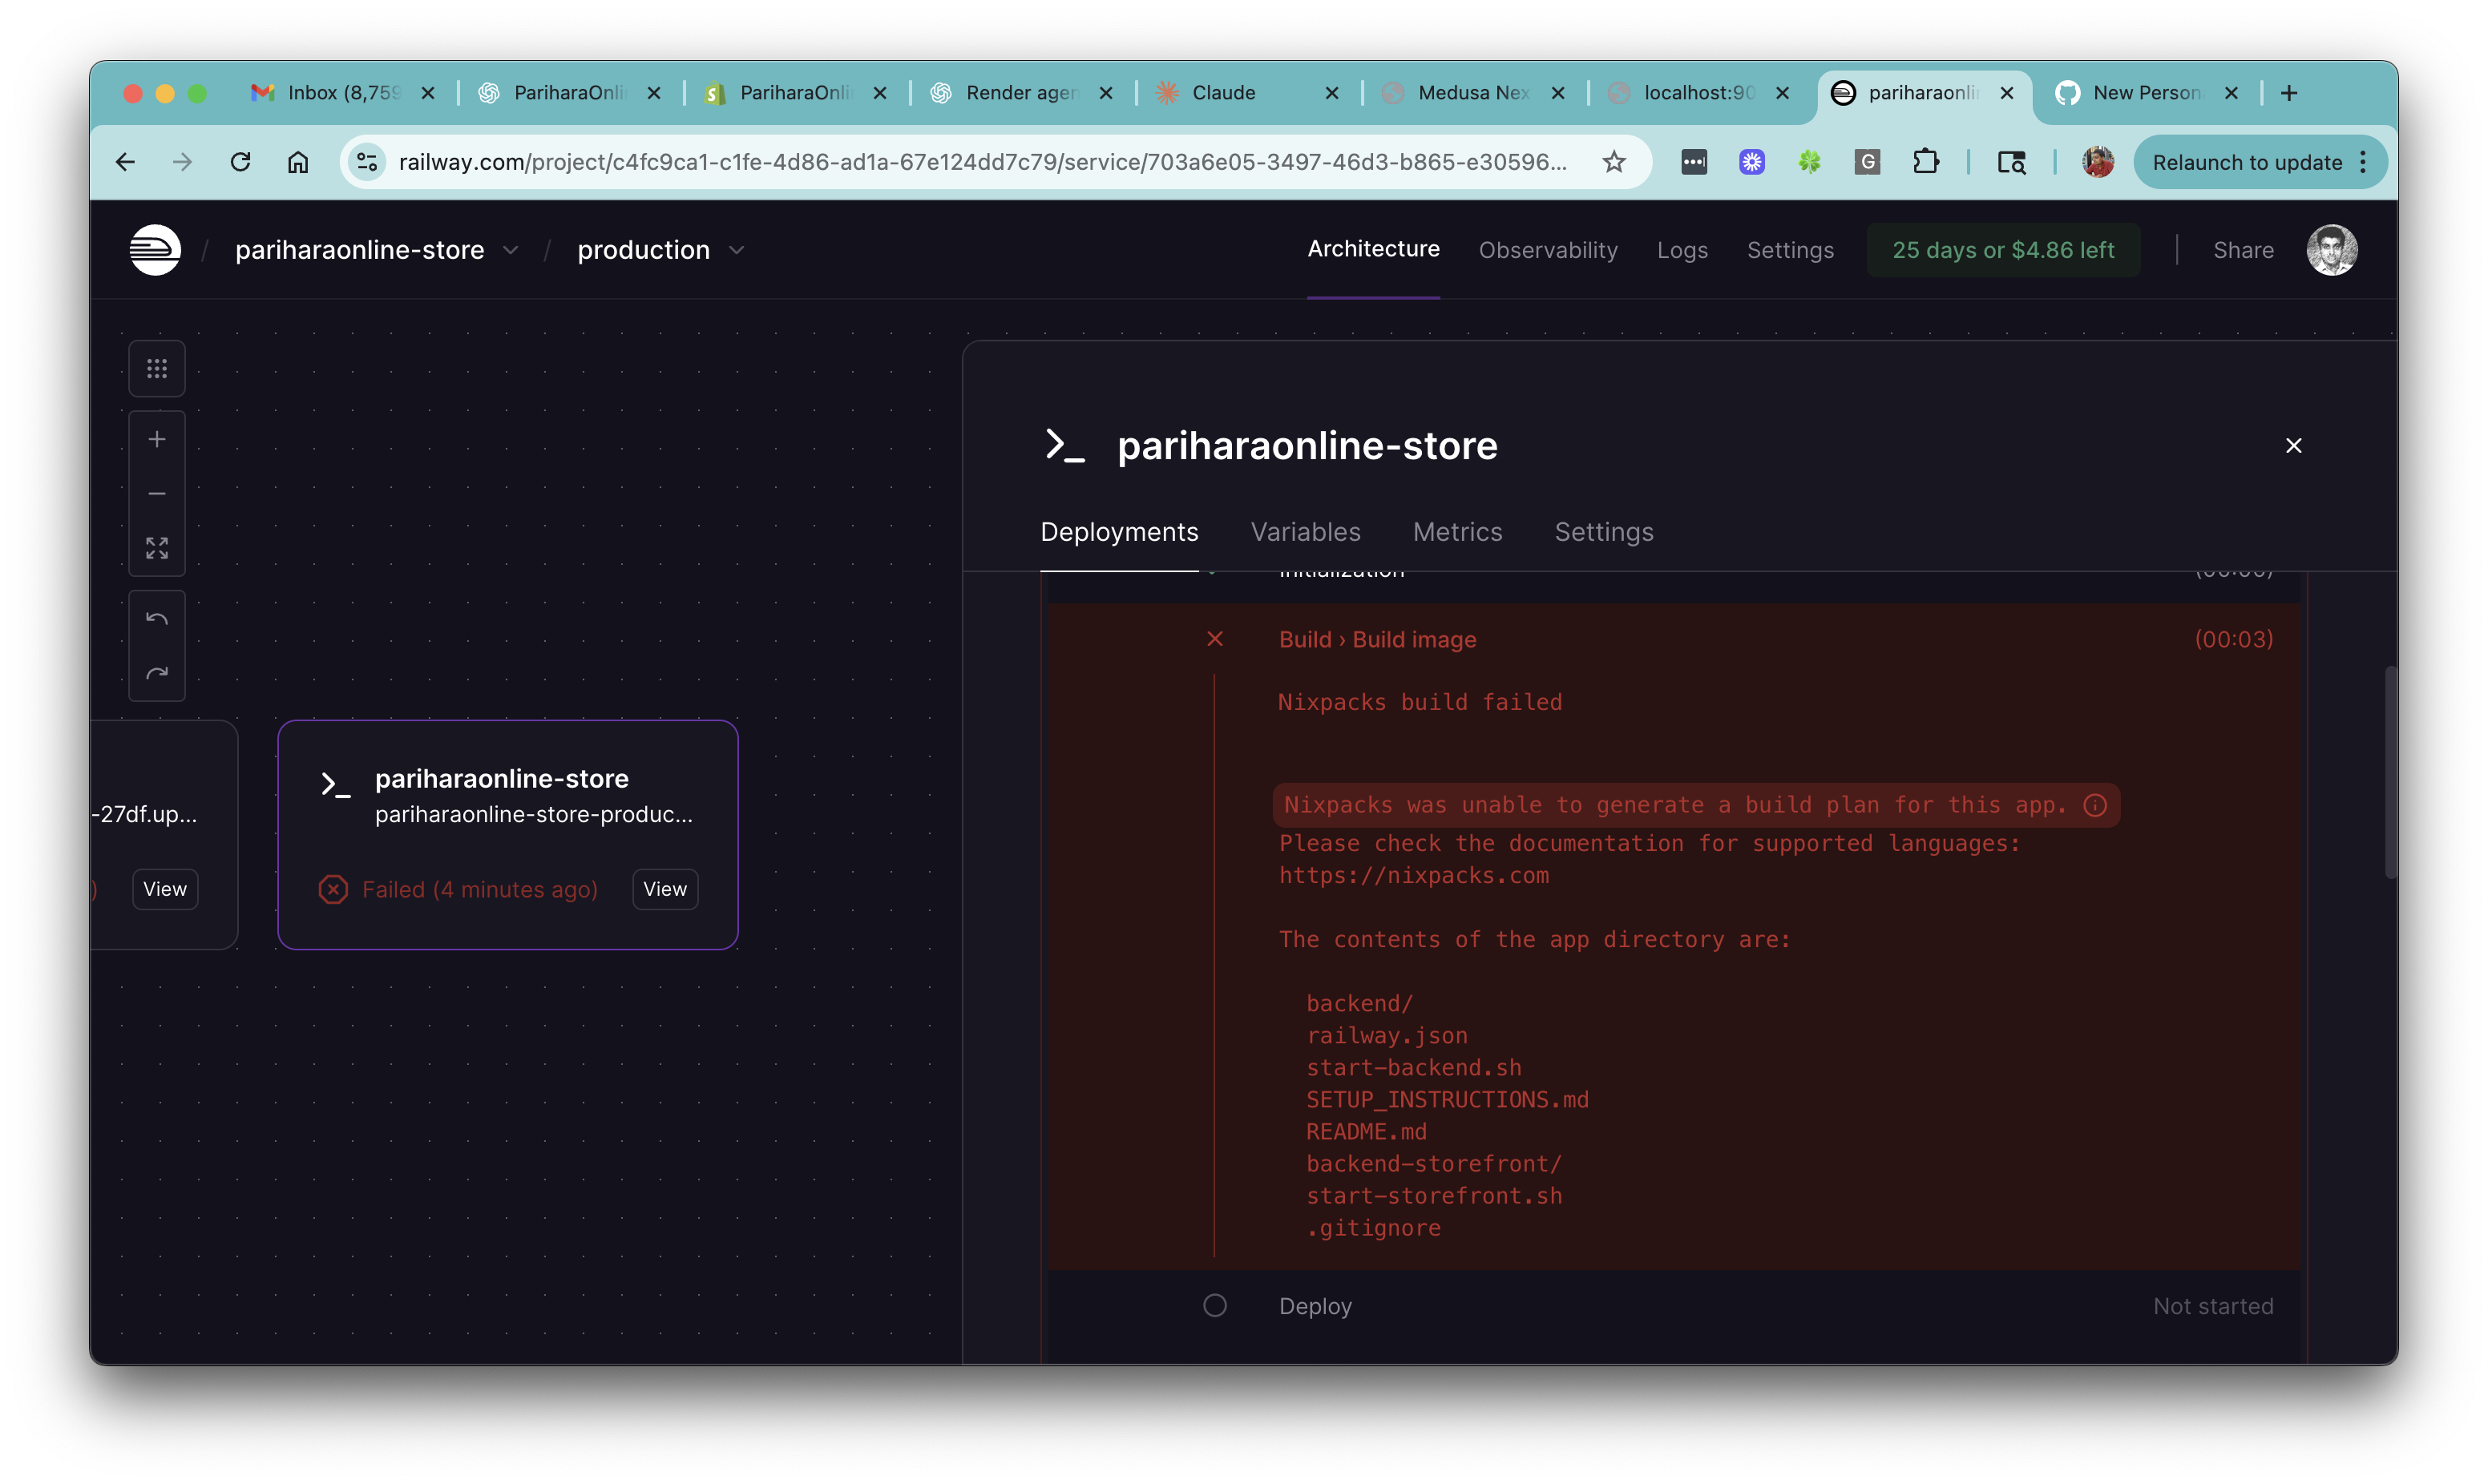 Inbox (8,759
PariharaOnli
PariharaOnli
Render agen
Claude
Medusa Nex
localhost:90
pariharaonli
New Person
railway.com/project/c4fc9ca1-c1fe-4d86-ad1a-67e124dd7c79/service/703a6e05-3497-46d3-b865-e30596...
G
Relaunch to update
/ pariharaonline-store / production
Architecture
Observability
Logs
Settings
25 days or $4.86 left
Share
pariharaonline-store
Deployments
Variables
Metrics
Settings
Initialization
(00:00)
Build › Build image
(00:03)
Nixpacks build failed
Nixpacks was unable to generate a build plan for this app.
Please check the documentation for supported languages:
https://nixpacks.com
The contents of the app directory are:
backend/
railway.json
start-backend.sh
SETUP_INSTRUCTIONS.md
README.md
backend-storefront/
start-storefront.sh
.gitignore
Deploy
Not started
-27df.up...
) View
pariharaonline-store
pariharaonline-store-produc...
Failed (4 minutes ago)
View